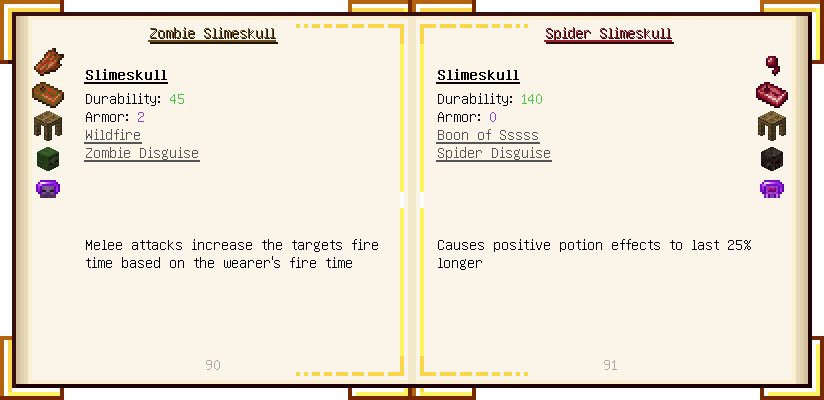 Zombie Slimeskull
Slimeskull
Durability: 45
Armor: 2
Wildfire
Zombie Disguise
Melee attacks increase the targets fire
time based on the wearer's fire time
90
Spider Slimeskull
Slimeskull
Durability: 140
Armor: 0
Boon of Sssss
Spider Disguise
Causes positive potion effects to last 25%
longer
91